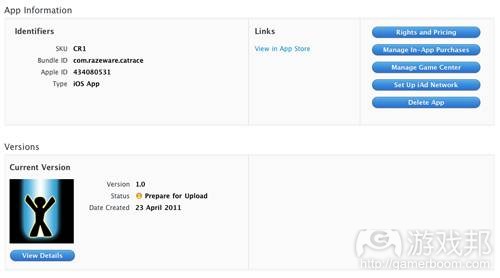 App Information
Identifiers
SKU CR1
Bundle ID com.razeware.catrace
Apple ID 434080531
Type iOS App
Links
View in App Store
Rights and Pricing
Manage In-App Purchases
Manage Game Center
Set Up iAd Network
Delete App
Versions
Current Version
Version 1.0
Status Prepare for Upload
Date Created 23 April 2011
View Details
游戏邦
http://gamerboom.com